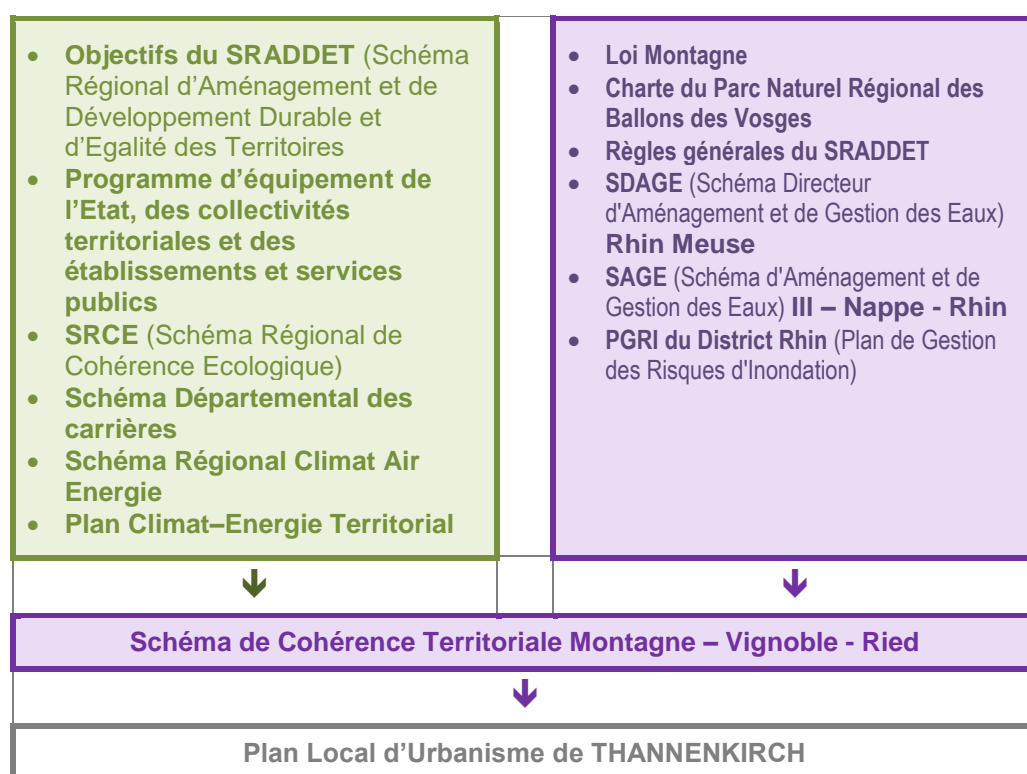 • Objectifs du SRADDET (Schéma
Régional d'Aménagement et de
Développement Durable et
d'Egalité des Territoires
• Programme d'équipement de
l'Etat, des collectivités
territoriales et des
établissements et services
publics
• SRCE (Schéma Régional de
Cohérence Ecologique)
• Schéma Départemental des
carrières
• Schéma Régional Climat Air
Energie
• Plan Climat–Energie Territorial
• Loi Montagne
• Charte du Parc Naturel Régional des
Ballons des Vosges
• Règles générales du SRADDET
• SDAGE (Schéma Directeur
d'Aménagement et de Gestion des Eaux)
Rhin Meuse
• SAGE (Schéma d'Aménagement et de
Gestion des Eaux) III – Nappe - Rhin
• PGRI du District Rhin (Plan de Gestion
des Risques d'Inondation)
Schéma de Cohérence Territoriale Montagne – Vignoble - Ried
Plan Local d'Urbanisme de THANNENKIRCH